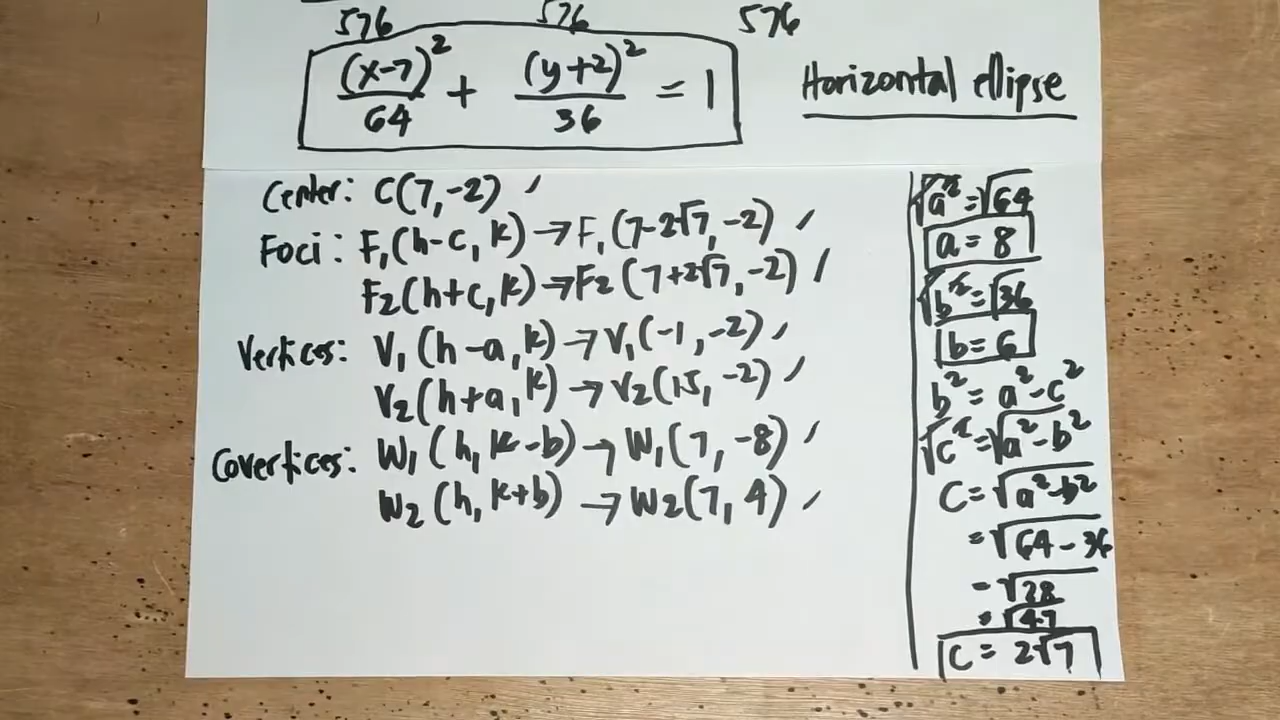 576 576 576
(x-7)²/64 + (y+2)²/36 = 1
Horizontal ellipse
Center: C(7,-2)
Foci: F₁(h-c, k) → F₁(7-2√7, -2)
F₂(h+c, k) → F₂(7+2√7, -2)
Vertices: V₁(h-a, k) → V₁(-1, -2)
V₂(h+a, k) → V₂(15, -2)
Covertices: W₁(h, k-b) → W₁(7, -8)
W₂(h, k+b) → W₂(7, 4)
√a² = √64
a = 8
√b² = √36
b = 6
b² = a² - c²
√c² = √a² - b²
C = √a² - b²
= √64 - 36
= √28
= √4·7
C = 2√7